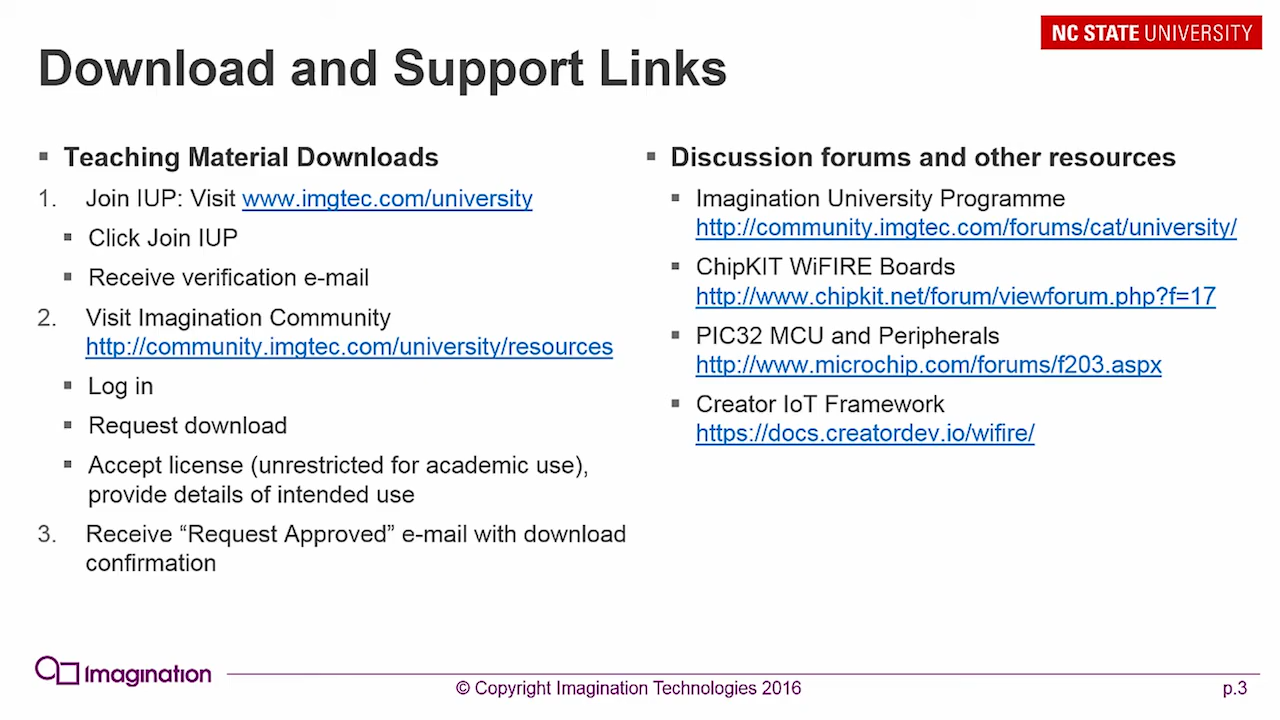 NC STATE UNIVERSITY
Download and Support Links
▪ Teaching Material Downloads
1. Join IUP: Visit www.imgtec.com/university
▪ Click Join IUP
▪ Receive verification e-mail
2. Visit Imagination Community
http://community.imgtec.com/university/resources
▪ Log in
▪ Request download
▪ Accept license (unrestricted for academic use),
provide details of intended use
3. Receive “Request Approved” e-mail with download
confirmation
▪ Discussion forums and other resources
▪ Imagination University Programme
http://community.imgtec.com/forums/cat/university/
▪ ChipKIT WiFIRE Boards
http://www.chipkit.net/forum/viewforum.php?f=17
▪ PIC32 MCU and Peripherals
http://www.microchip.com/forums/f203.aspx
▪ Creator IoT Framework
https://docs.creatordev.io/wifire/
Imagination
© Copyright Imagination Technologies 2016
p.3